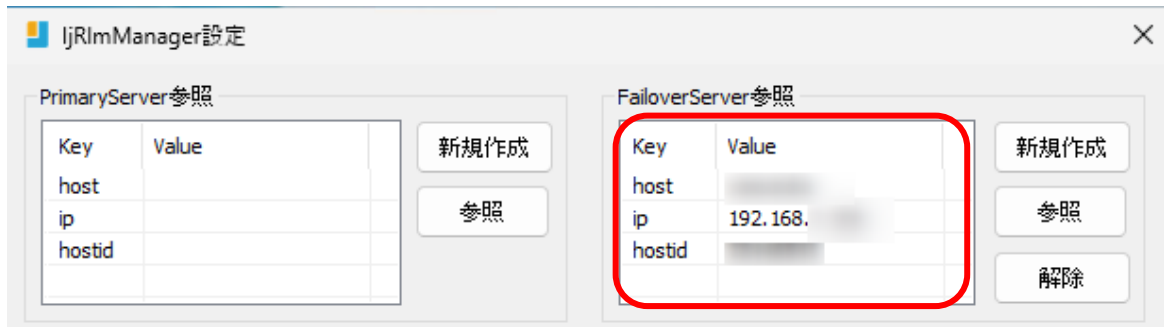 IjRlmManager設定
PrimaryServer参照
Key Value
host
ip
hostid
新規作成
参照
FailoverServer参照
Key Value
host
ip 192.168.
hostid
新規作成
参照
解除